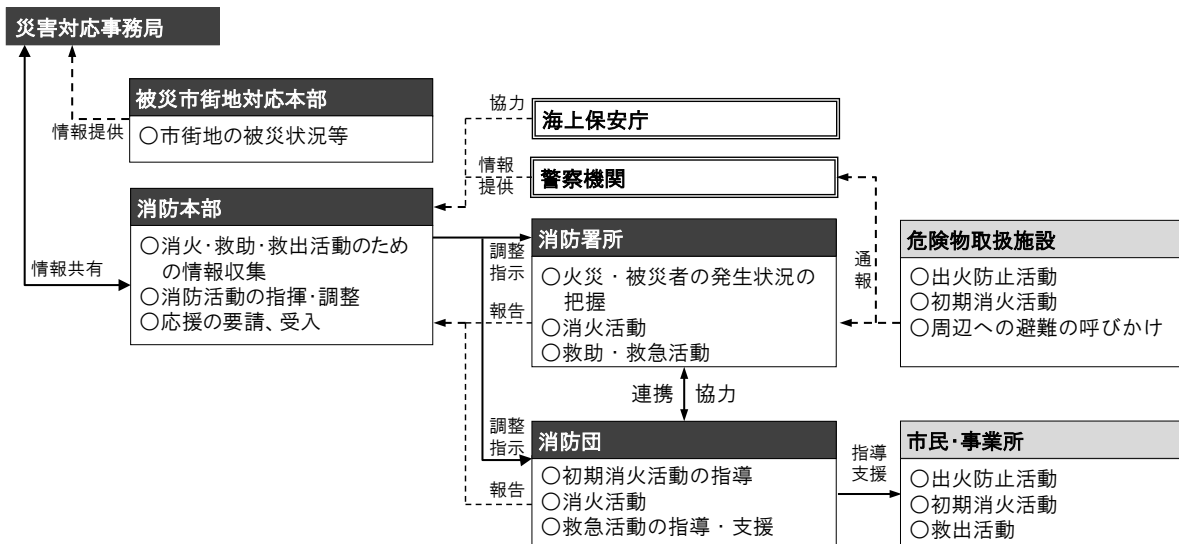 災害対応事務局
被災市街地対応本部
○市街地の被災状況等
情報提供
協力
海上保安庁
情報
提供
警察機関
消防本部
○消火・救助・救出活動のため
の情報収集
○消防活動の指揮・調整
○応援の要請、受入
情報共有
調整
指示
報告
消防署所
○火災・被災者の発生状況の
把握
○消火活動
○救助・救急活動
通
報
危険物取扱施設
○出火防止活動
○初期消火活動
○周辺への避難の呼びかけ
連携
協力
調整
指示
報告
消防団
○初期消火活動の指導
○消火活動
○救急活動の指導・支援
指導
支援
市民・事業所
○出火防止活動
○初期消火活動
○救出活動